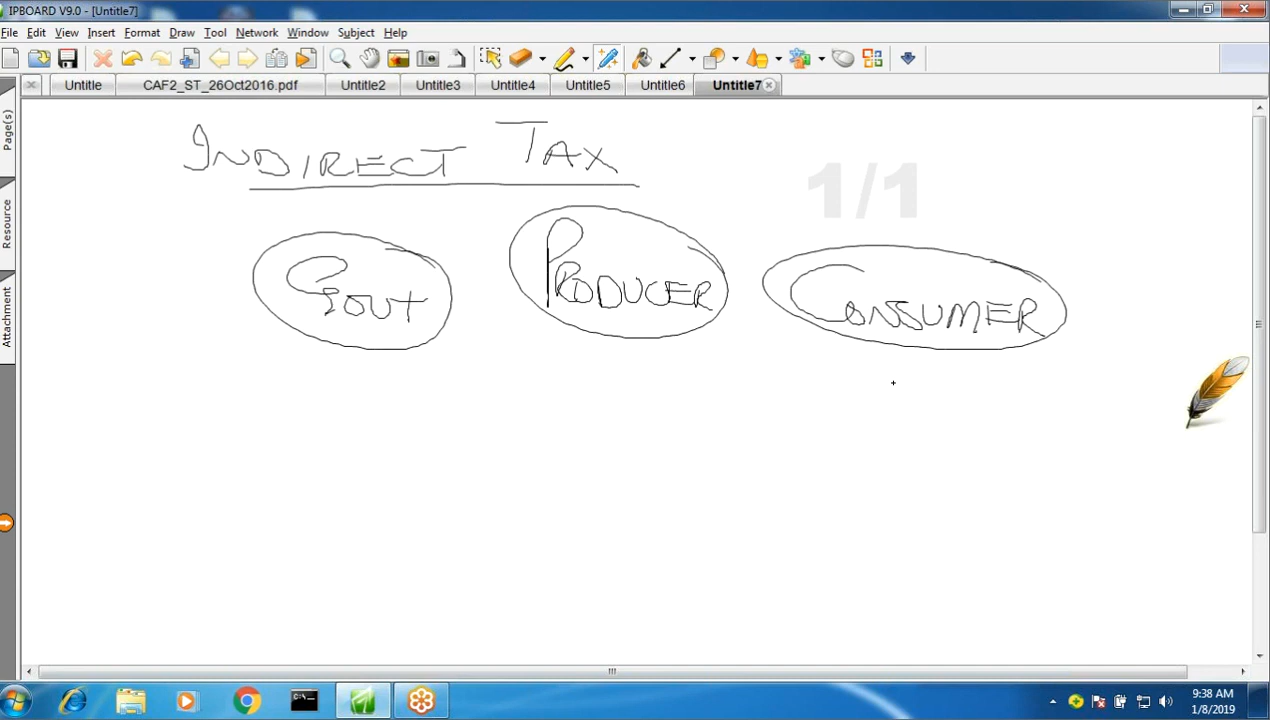 IPBOARD V9.0 - [Untitle7]
File Edit View Insert Format Draw Tool Network Window Subject Help
Untitle CAF2_ST_26Oct2016.pdf Untitle2 Untitle3 Untitle4 Untitle5 Untitle6 Untitle7
Page(s)
Resource
Attachment
INDIRECT TAX
1/1
GOUT PRODUCER CONSUMER
9:38 AM
1/8/2019